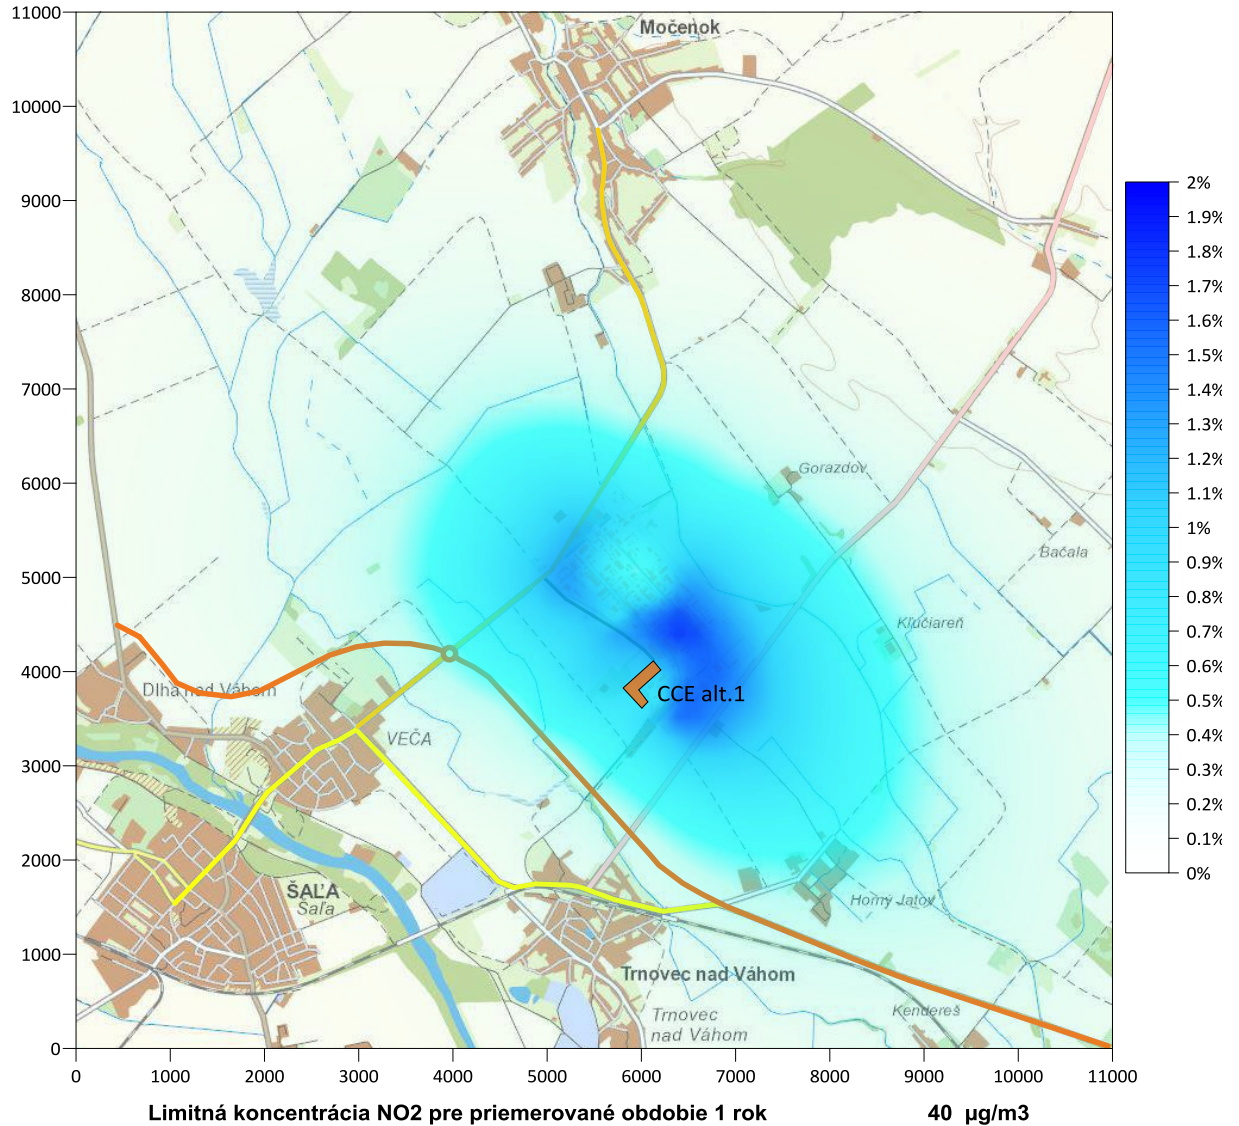 11000
10000
9000
8000
7000
6000
5000
4000
3000
2000
1000
0
Močenok
Gorazdov
Bačala
Kľučiareň
CCE alt.1
Dlhá nad Váhom
VEČA
ŠAĽA
Šaľa
Horný Jatov
Trnovec nad Váhom
Trnovec
nad Váhom
Kendereš
0 1000 2000 3000 4000 5000 6000 7000 8000 9000 10000 11000
2%
1.9%
1.8%
1.7%
1.6%
1.5%
1.4%
1.3%
1.2%
1.1%
1%
0.9%
0.8%
0.7%
0.6%
0.5%
0.4%
0.3%
0.2%
0.1%
0%
Limitná koncentrácia NO2 pre priemerované obdobie 1 rok 40 µg/m3